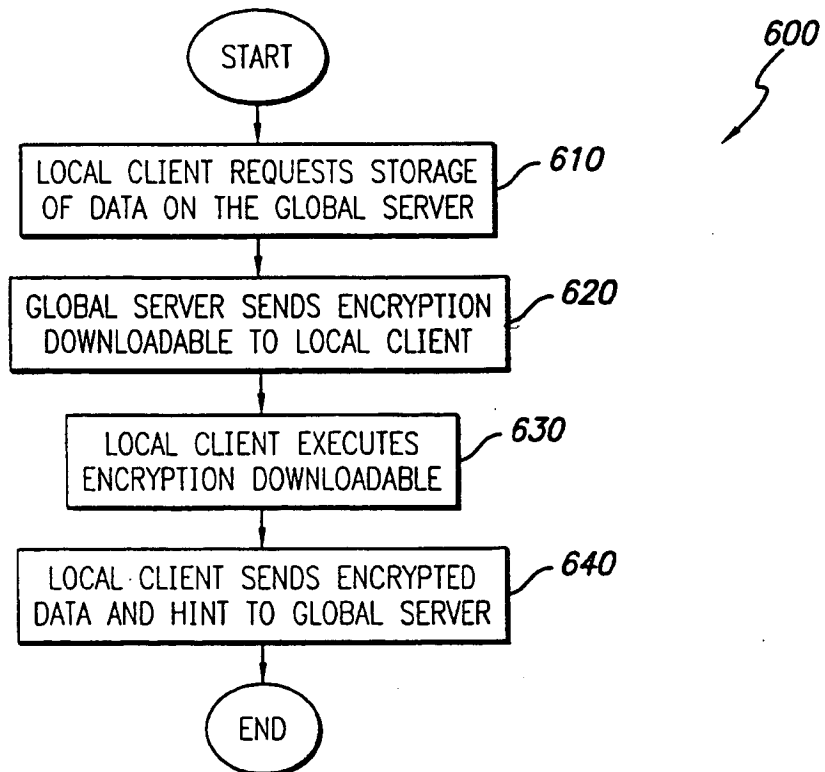 START
600
LOCAL CLIENT REQUESTS STORAGE
OF DATA ON THE GLOBAL SERVER
610
GLOBAL SERVER SENDS ENCRYPTION
DOWNLOADABLE TO LOCAL CLIENT
620
LOCAL CLIENT EXECUTES
ENCRYPTION DOWNLOADABLE
630
LOCAL CLIENT SENDS ENCRYPTED
DATA AND HINT TO GLOBAL SERVER
640
END